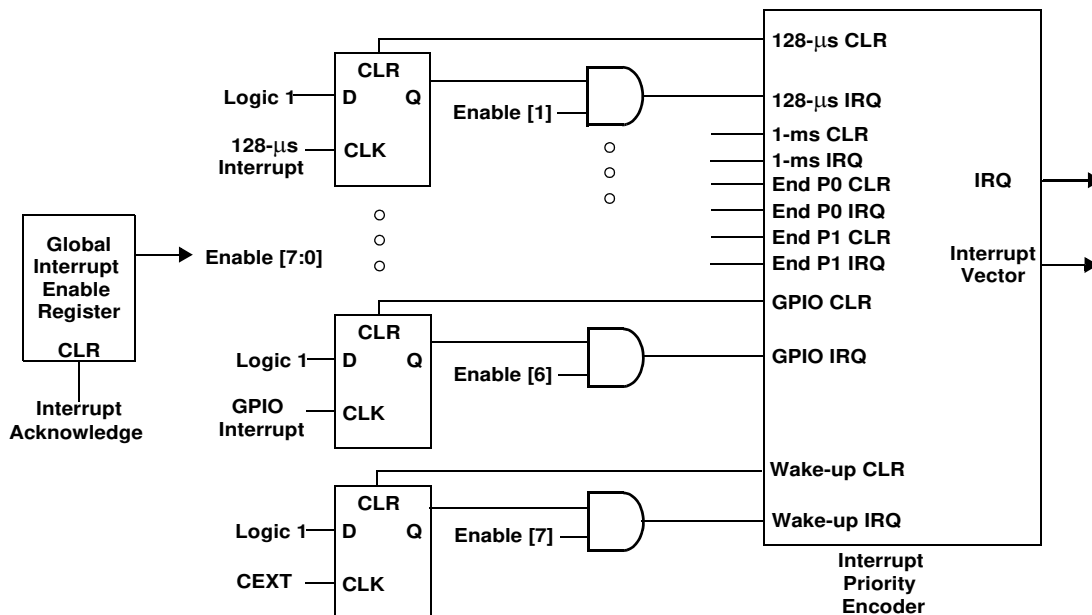 CLR
D
Q
CLK
Logic 1
128-μs
Interrupt
Enable [1]
128-μs CLR
128-μs IRQ
1-ms CLR
1-ms IRQ
End P0 CLR
End P0 IRQ
End P1 CLR
End P1 IRQ
GPIO CLR
GPIO IRQ
Wake-up CLR
Wake-up IRQ
IRQ
Interrupt
Vector
Global
Interrupt
Enable
Register
CLR
Interrupt
Acknowledge
Enable [7:0]
CLR
D
Q
CLK
Logic 1
GPIO
Interrupt
Enable [6]
CLR
D
Q
CLK
Logic 1
CEXT
Enable [7]
Interrupt
Priority
Encoder